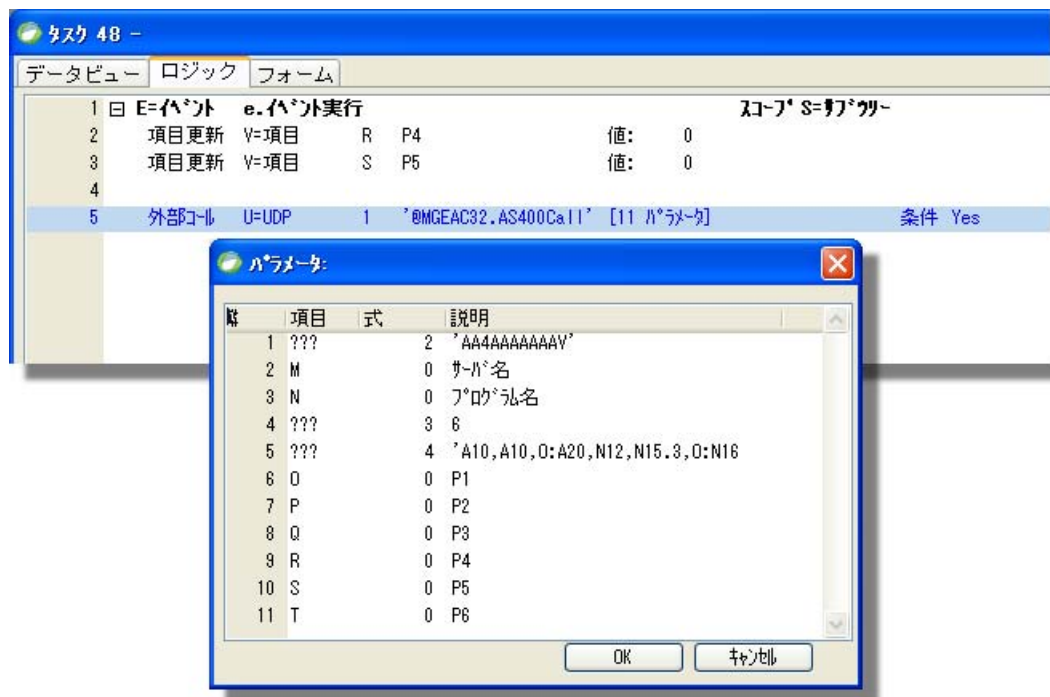 タスク 48 -
データビュー ロジック フォーム
1 E=ｲﾍﾞﾝﾄ e.ｲﾍﾞﾝﾄ実行 ｽｺｰﾌﾟ S=ｻﾌﾞﾂﾘｰ
2 項目更新 V=項目 R P4 値: 0
3 項目更新 V=項目 S P5 値: 0
4
5 外部ｺｰﾙ U=UDP 1 '@MGEAC32.AS400Call' [11 ﾊﾟﾗﾒｰﾀ] 条件 Yes
ﾊﾟﾗﾒｰﾀ:
# 項目 式 説明
1 ??? 2 'AA4AAAAAAAV'
2 M 0 ｻｰﾊﾞ名
3 N 0 ﾌﾟﾛｸﾞﾗﾑ名
4 ??? 3 6
5 ??? 4 'A10,A10,O:A20,N12,N15.3,O:N16
6 O 0 P1
7 P 0 P2
8 Q 0 P3
9 R 0 P4
10 S 0 P5
11 T 0 P6
OK ｷｬﾝｾﾙ